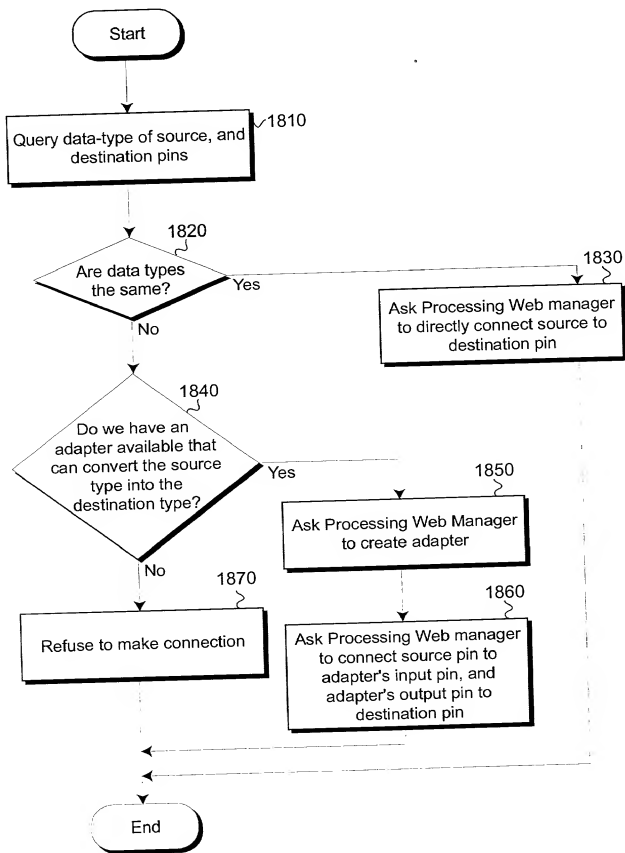 Start
1810
Query data-type of source, and
destination pins
1820
Are data types
the same?
Yes
No
1830
Ask Processing Web manager
to directly connect source to
destination pin
1840
Do we have an
adapter available that
can convert the source
type into the
destination type?
Yes
No
1850
Ask Processing Web Manager
to create adapter
1870
Refuse to make connection
1860
Ask Processing Web manager
to connect source pin to
adapter's input pin, and
adapter's output pin to
destination pin
End